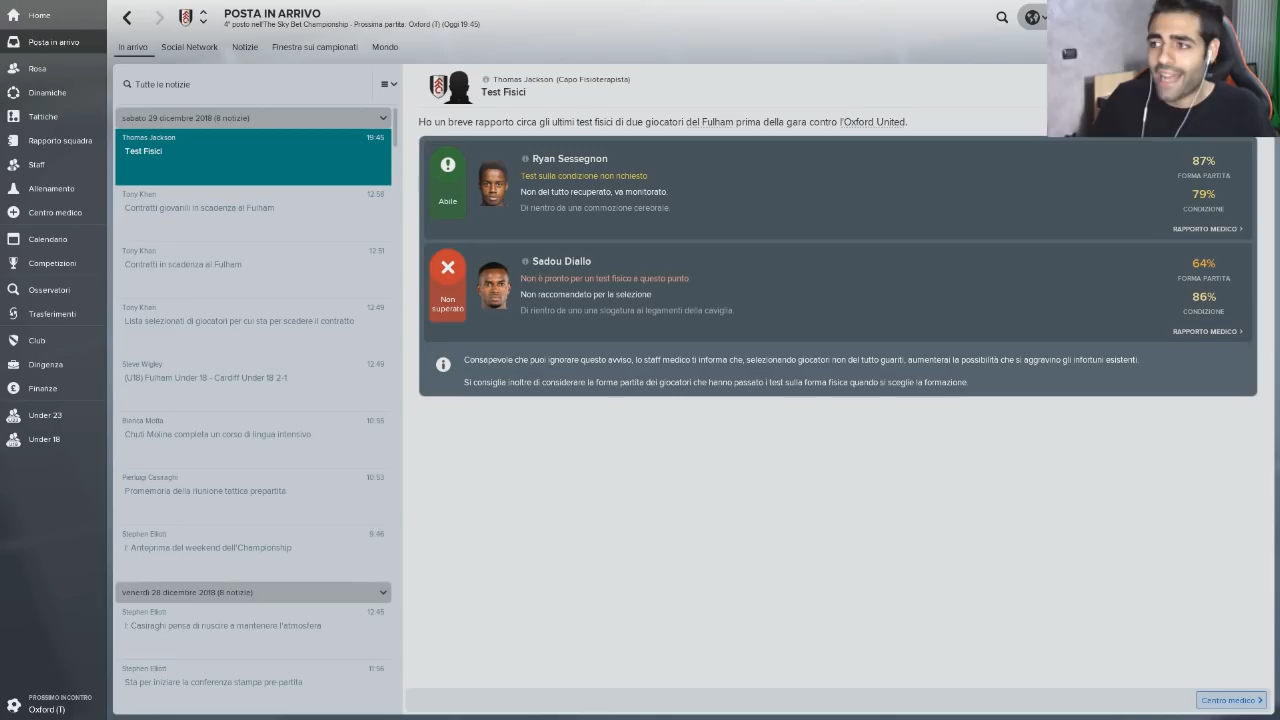 Home
Posta in arrivo
Rosa
Dinamiche
Tattiche
Rapporto squadra
Staff
Allenamento
Centro medico
Calendario
Competizioni
Osservatori
Trasferimenti
Club
Dirigenza
Finanze
Under 23
Under 18
PROSSIMO INCONTRO
Oxford (T)
POSTA IN ARRIVO
4° posto nell'The Sky Bet Championship - Prossima partita: Oxford (T) (Oggi 19:45)
In arrivo Social Network Notizie Finestra sui campionati Mondo
Tutte le notizie
sabato 29 dicembre 2018 (8 notizie)
Thomas Jackson 19:45
Test Fisici
Tony Khan 12:58
Contratti giovanili in scadenza al Fulham
Tony Khan 12:51
Contratti in scadenza al Fulham
Tony Khan 12:49
Lista selezionati di giocatori per cui sta per scadere il contratto
Steve Wigley 12:49
(U18) Fulham Under 18 - Cardiff Under 18 2-1
Bianca Motta 10:55
Chuti Molina completa un corso di lingua intensivo.
Pierluigi Casiraghi 10:53
Promemoria della riunione tattica prepartita
Stephen Elliott 9:46
I: Anteprima del weekend dell'Championship
venerdì 28 dicembre 2018 (8 notizie)
Stephen Elliott 12:45
I: Casiraghi pensa di riuscire a mantenere l'atmosfera
Stephen Elliott 11:56
Sta per iniziare la conferenza stampa pre-partita
Thomas Jackson (Capo Fisioterapista)
Test Fisici
Ho un breve rapporto circa gli ultimi test fisici di due giocatori del Fulham prima della gara contro l'Oxford United.
Abile
Ryan Sessegnon
Test sulla condizione non richiesto
Non del tutto recuperato, va monitorato.
Di rientro da una commozione cerebrale.
87%
FORMA PARTITA
79%
CONDIZIONE
RAPPORTO MEDICO
Non superato
Sadou Diallo
Non è pronto per un test fisico a questo punto
Non raccomandato per la selezione
Di rientro da uno una slogatura ai legamenti della caviglia.
64%
FORMA PARTITA
86%
CONDIZIONE
RAPPORTO MEDICO
Consapevole che puoi ignorare questo avviso, lo staff medico ti informa che, selezionando giocatori non del tutto guariti, aumenterai la possibilità che si aggravino gli infortuni esistenti.
Si consiglia inoltre di considerare la forma partita dei giocatori che hanno passato i test sulla forma fisica quando si sceglie la formazione.
Centro medico